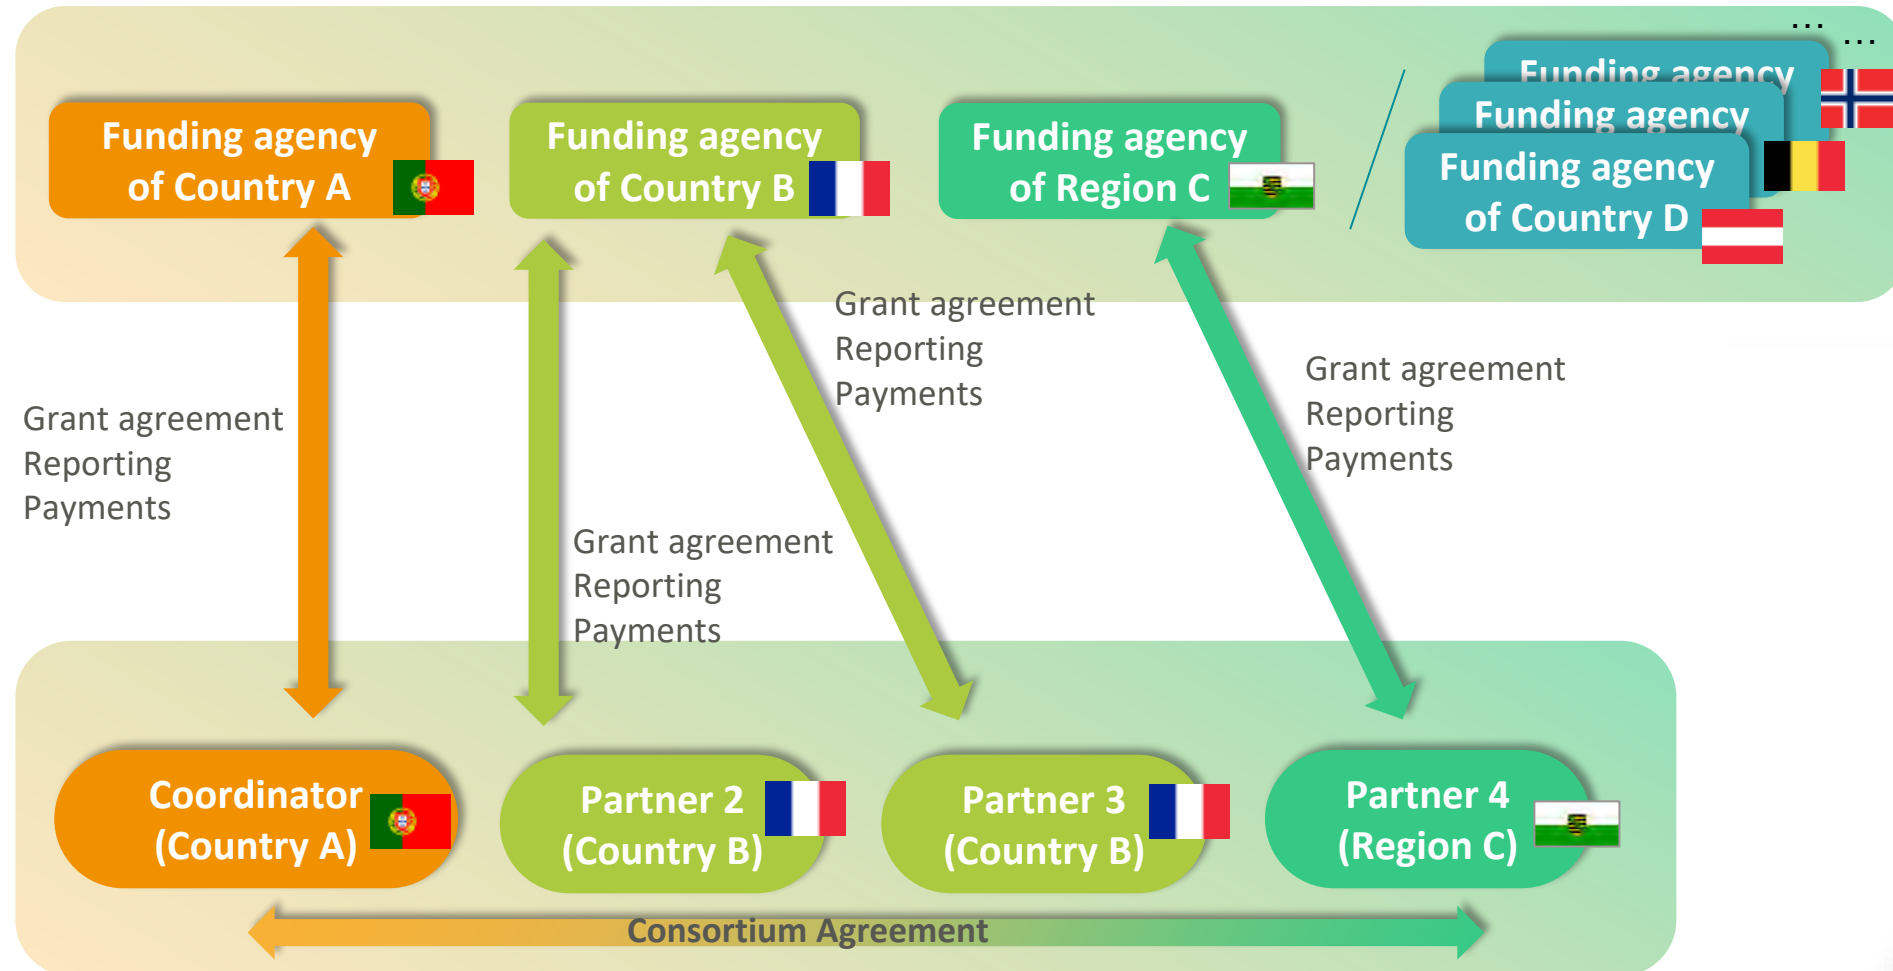 ... ...
Funding agency
of Country A
Funding agency
of Country B
Funding agency
of Region C
Funding agency
Funding agency
Funding agency
of Country D
Grant agreement
Reporting
Payments
Grant agreement
Reporting
Payments
Grant agreement
Reporting
Payments
Grant agreement
Reporting
Payments
Coordinator
(Country A)
Partner 2
(Country B)
Partner 3
(Country B)
Partner 4
(Region C)
Consortium Agreement